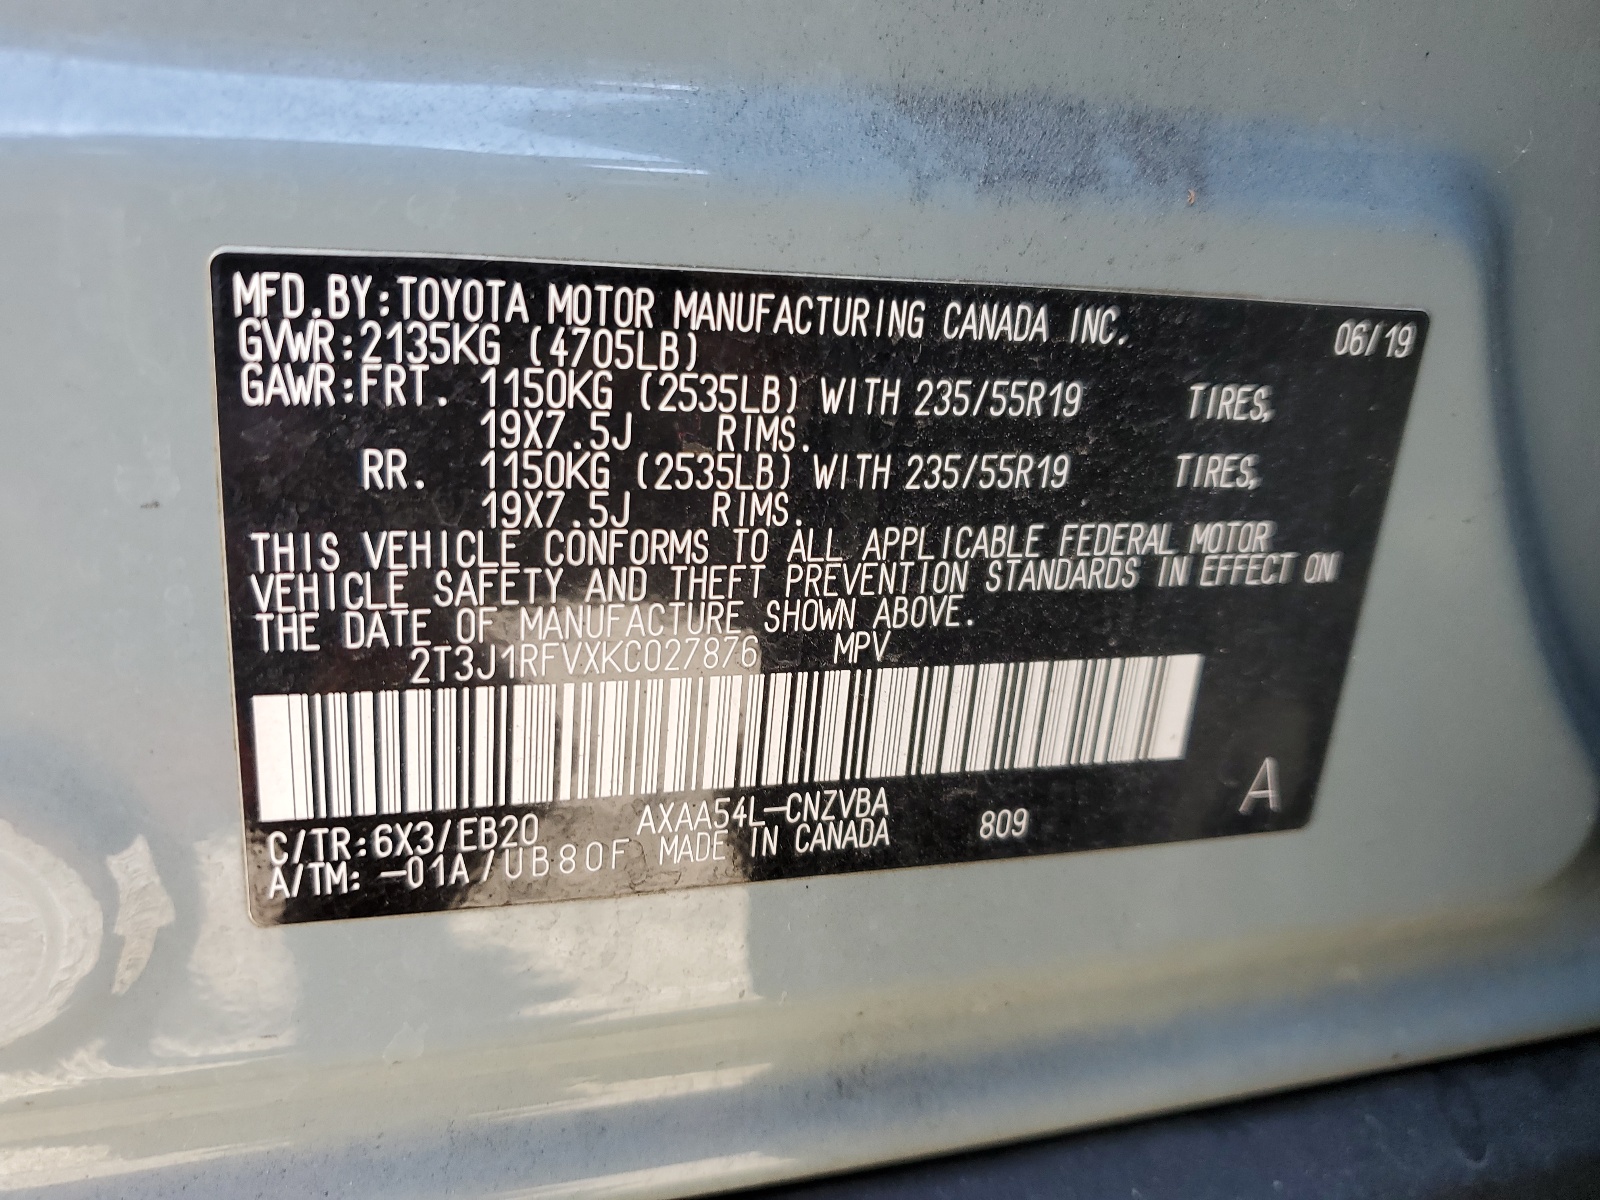 MFD.BY:TOYOTA MOTOR MANUFACTURING CANADA INC. 06/19
GVWR:2135KG (4705LB)
GAWR:FRT. 1150KG (2535LB) WITH 235/55R19 TIRES,
19X7.5J RIMS.
RR. 1150KG (2535LB) WITH 235/55R19 TIRES,
19X7.5J RIMS.
THIS VEHICLE CONFORMS TO ALL APPLICABLE FEDERAL MOTOR
VEHICLE SAFETY AND THEFT PREVENTION STANDARDS IN EFFECT ON
THE DATE OF MANUFACTURE SHOWN ABOVE.
2T3J1RFVXKC027876 MPV
C/TR:6X3/EB20 AXAA54L-CNZVBA 809 A
A/TM: -01A/UB80F MADE IN CANADA